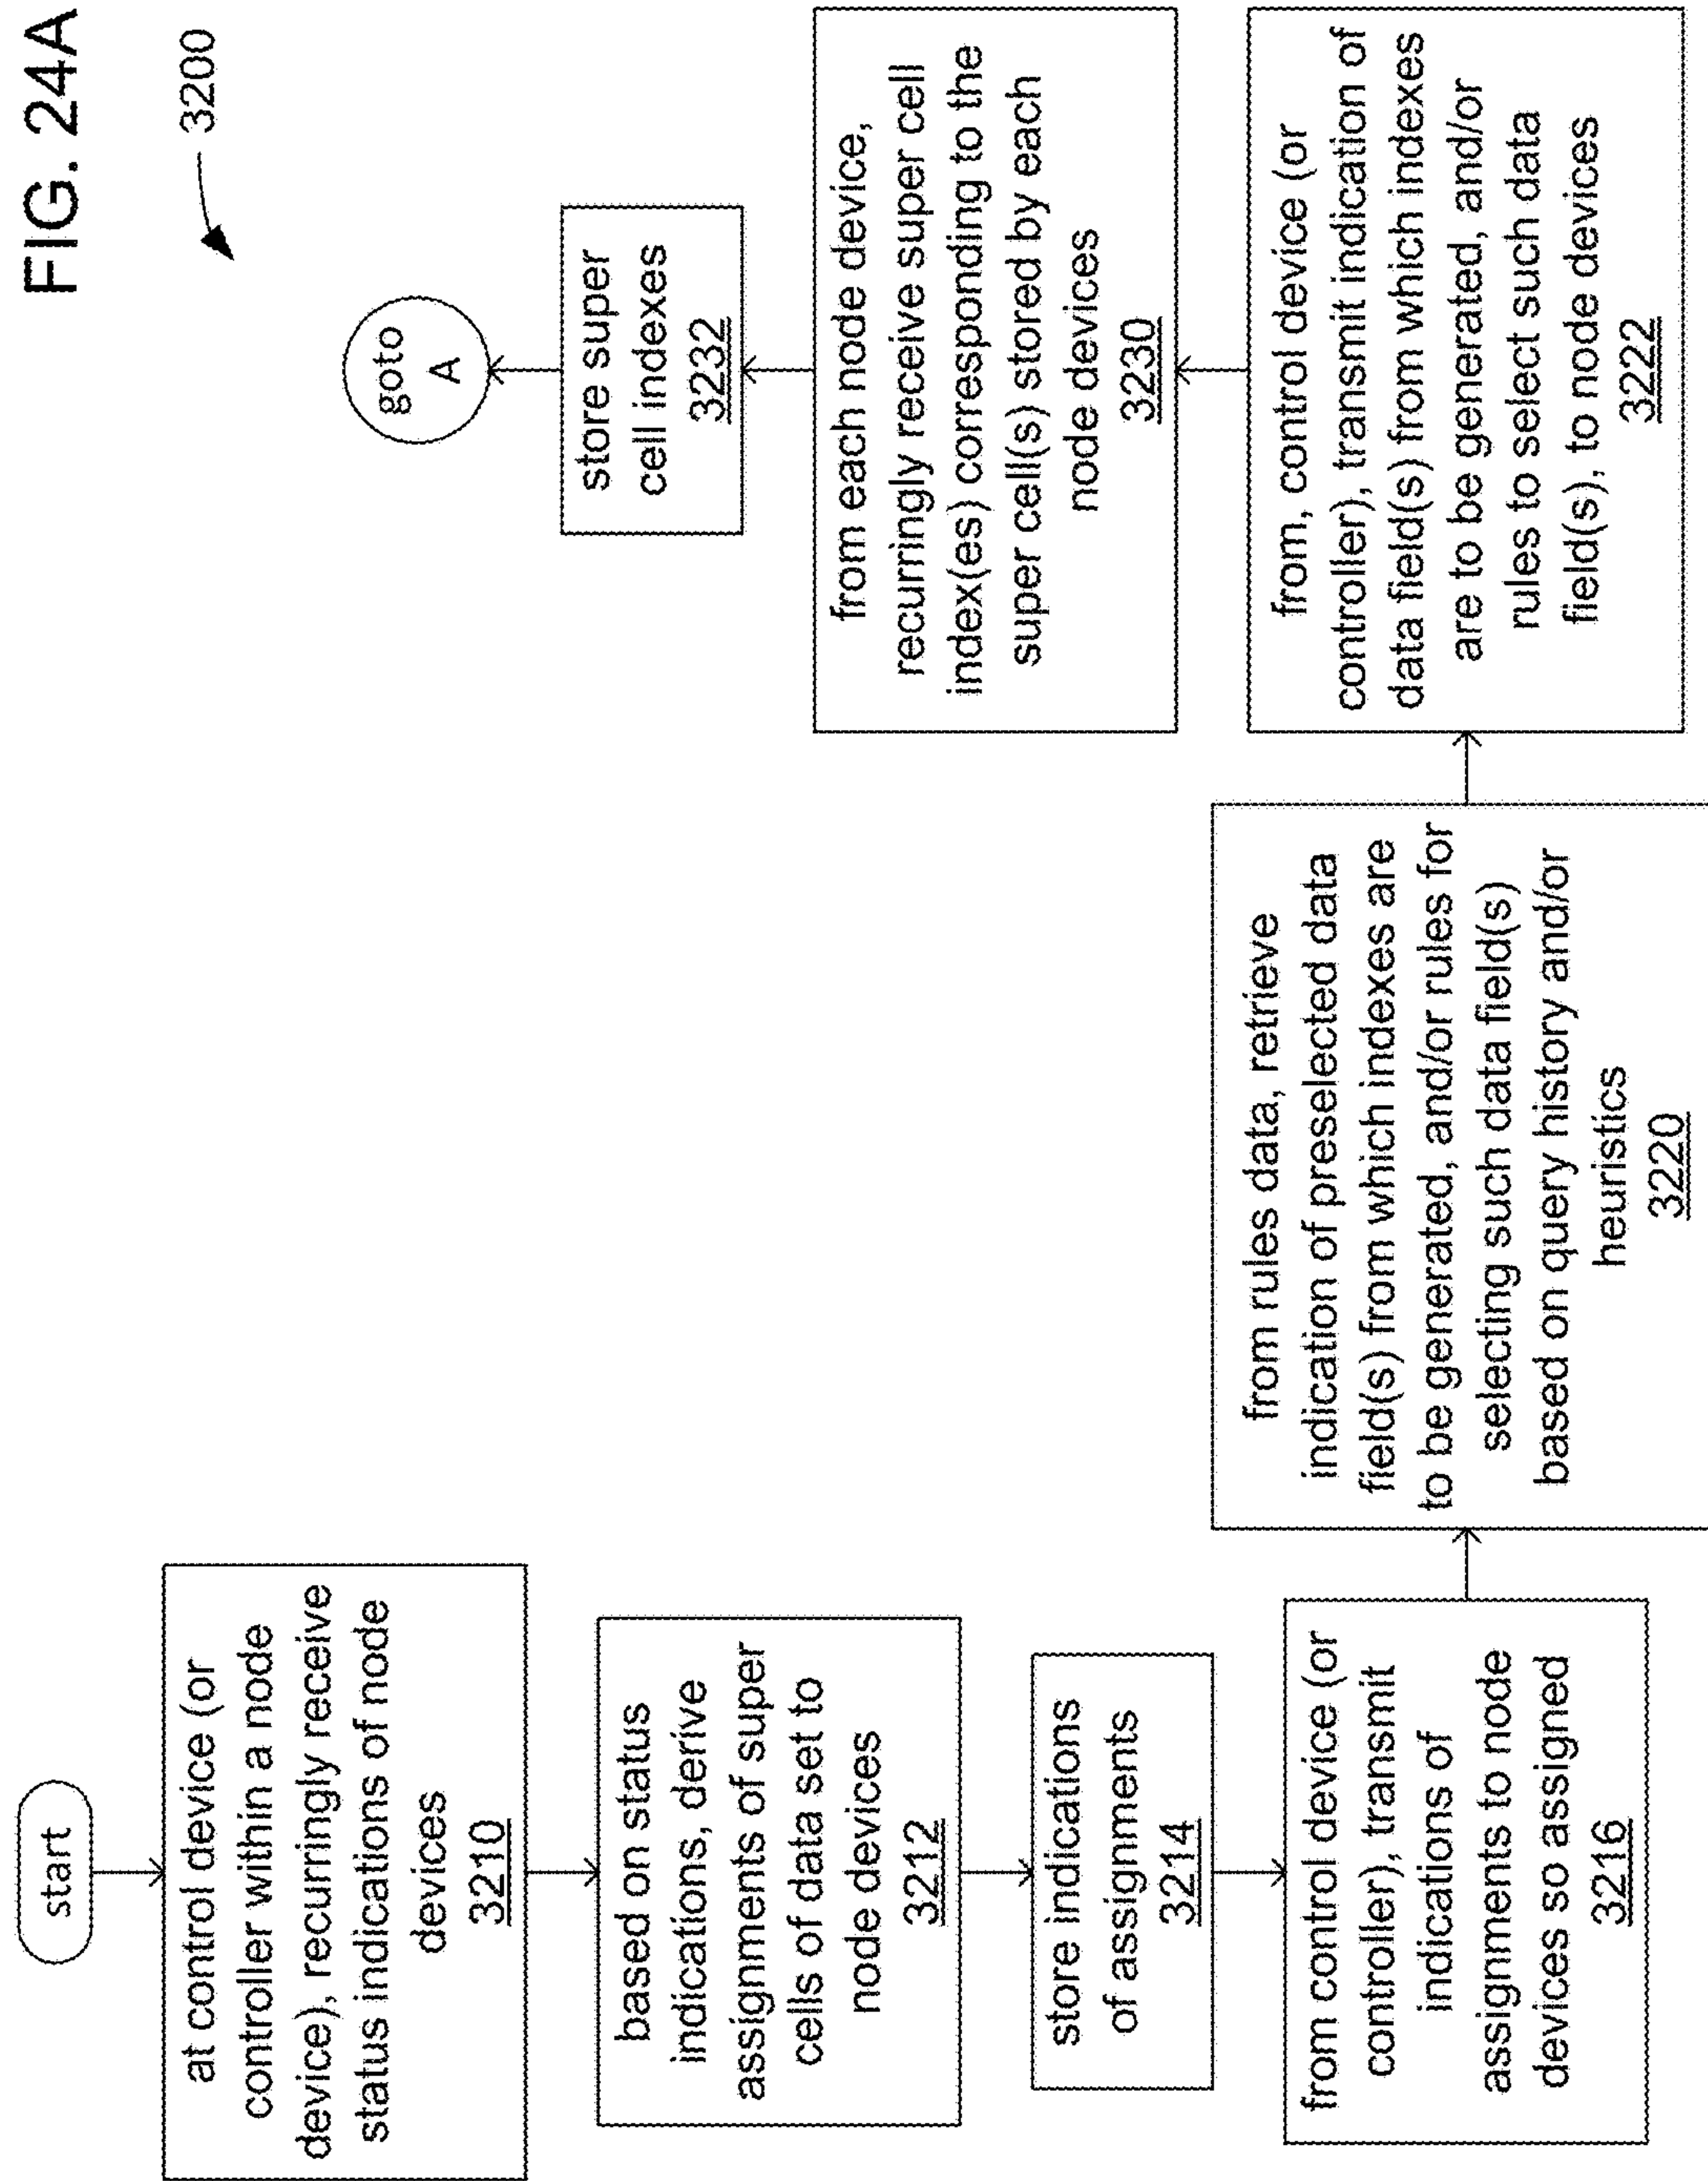 FIG. 24A
3200
start
at control device (or
controller within a node
device), recurringly receive
status indications of node
devices
3210
based on status
indications, derive
assignments of super
cells of data set to
node devices
3212
store indications
of assignments
3214
from control device (or
controller), transmit
indications of
assignments to node
devices so assigned
3216
from rules data, retrieve
indication of preselected data
field(s) from which indexes are
to be generated, and/or rules for
selecting such data field(s)
based on query history and/or
heuristics
3220
from, control device (or
controller), transmit indication of
data field(s) from which indexes
are to be generated, and/or
rules to select such data
field(s), to node devices
3222
from each node device,
recurringly receive super cell
index(es) corresponding to the
super cell(s) stored by each
node devices
3230
store super
cell indexes
3232
goto
A